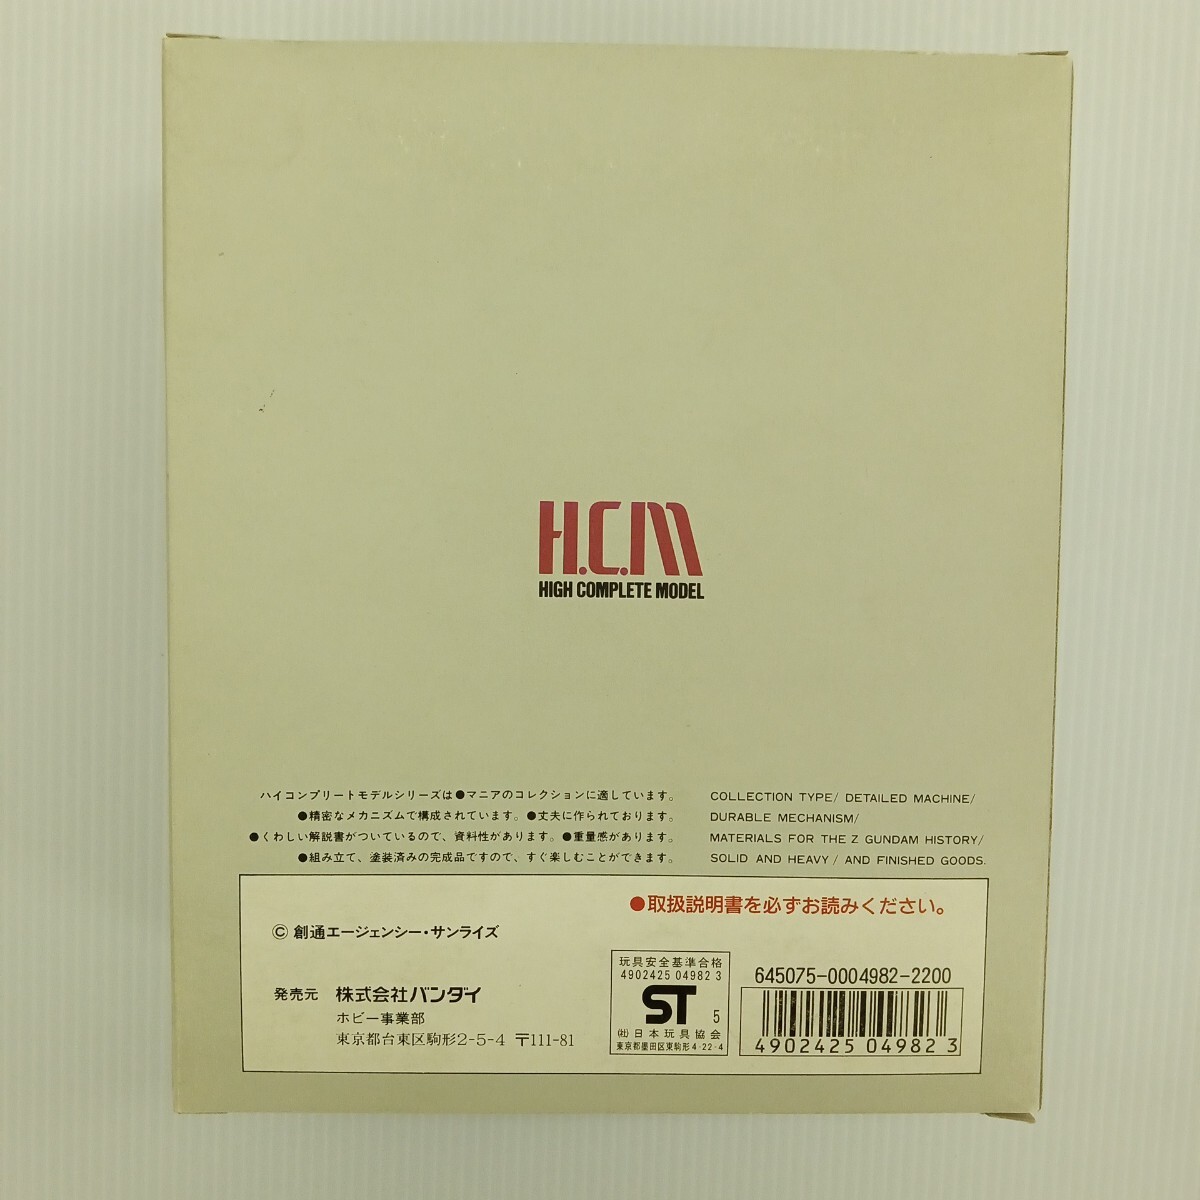 H.C.M
HIGH COMPLETE MODEL
ハイコンプリートモデルシリーズは●マニアのコレクションに適しています。
●精密なメカニズムで構成されています。●丈夫に作られております。
●くわしい解説書がついているので、資料性があります。●重量感があります。
●組み立て、塗装済みの完成品ですので、すぐ楽しむことができます。
COLLECTION TYPE/ DETAILED MACHINE/
DURABLE MECHANISM/
MATERIALS FOR THE Z GUNDAM HISTORY/
SOLID AND HEAVY/ AND FINISHED GOODS.
●取扱説明書を必ずお読みください。
© 創通エージェンシー・サンライズ
発売元 株式会社バンダイ
ホビー事業部
東京都台東区駒形2-5-4 〒111-81
玩具安全基準合格
4902425 04982 3
ST 5
㈳日本玩具協会
東京都墨田区東駒形4-22-4
645075-0004982-2200
4902425 04982 3